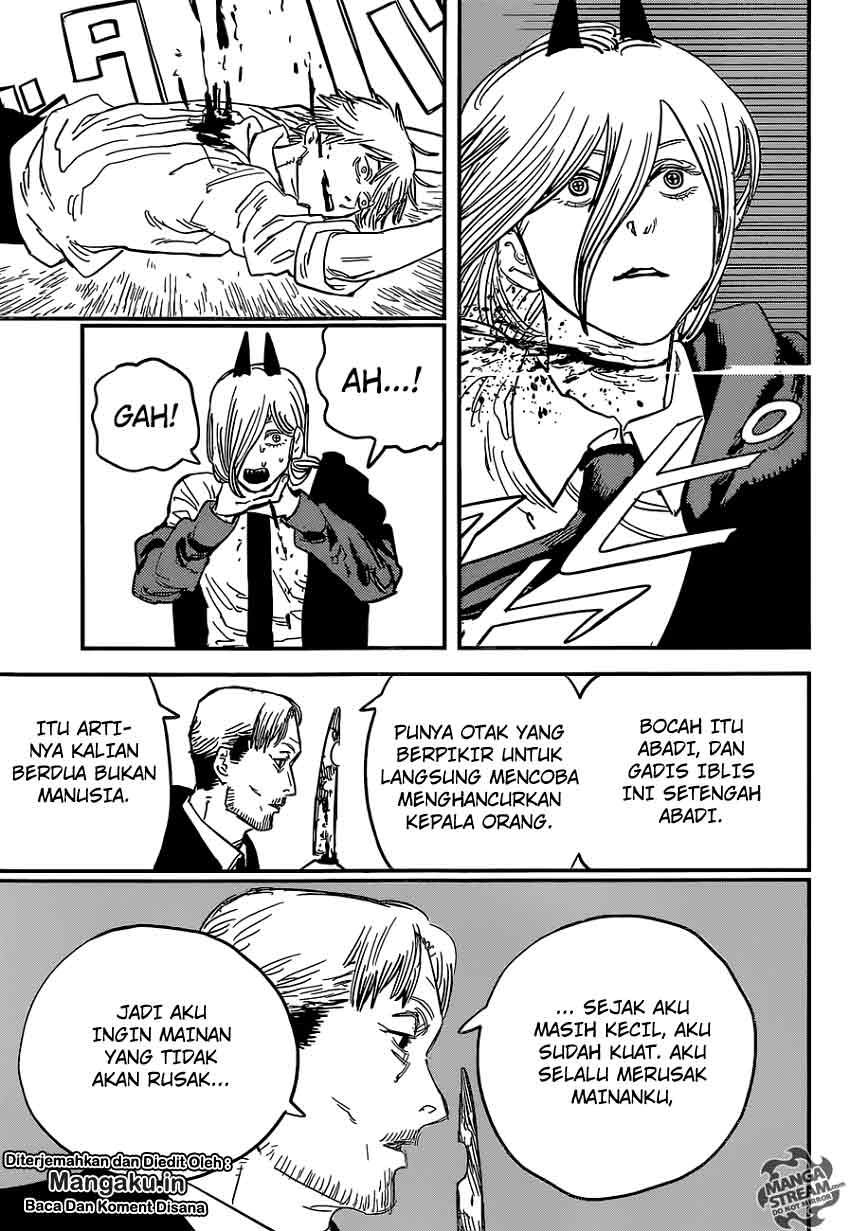 AH...!
GAH!
BOCAH ITU
ABADI, DAN
GADIS IBLIS
INI SETENGAH
ABADI.
PUNYA OTAK YANG
BERPIKIR UNTUK
LANGSUNG MENCOBA
MENGHANCURKAN
KEPALA ORANG.
ITU ARTI-
NYA KALIAN
BERDUA BUKAN
MANUSIA.
... SEJAK AKU
MASIH KECIL, AKU
SUDAH KUAT. AKU
SELALU MERUSAK
MAINANKU,
JADI AKU
INGIN MAINAN
YANG TIDAK
AKAN RUSAK...
Diterjemahkan dan Diedit Oleh :
Mangaku.in
Baca Dan Koment Disana
MANGA
STREAM.COM
DO NOT MIRROR!